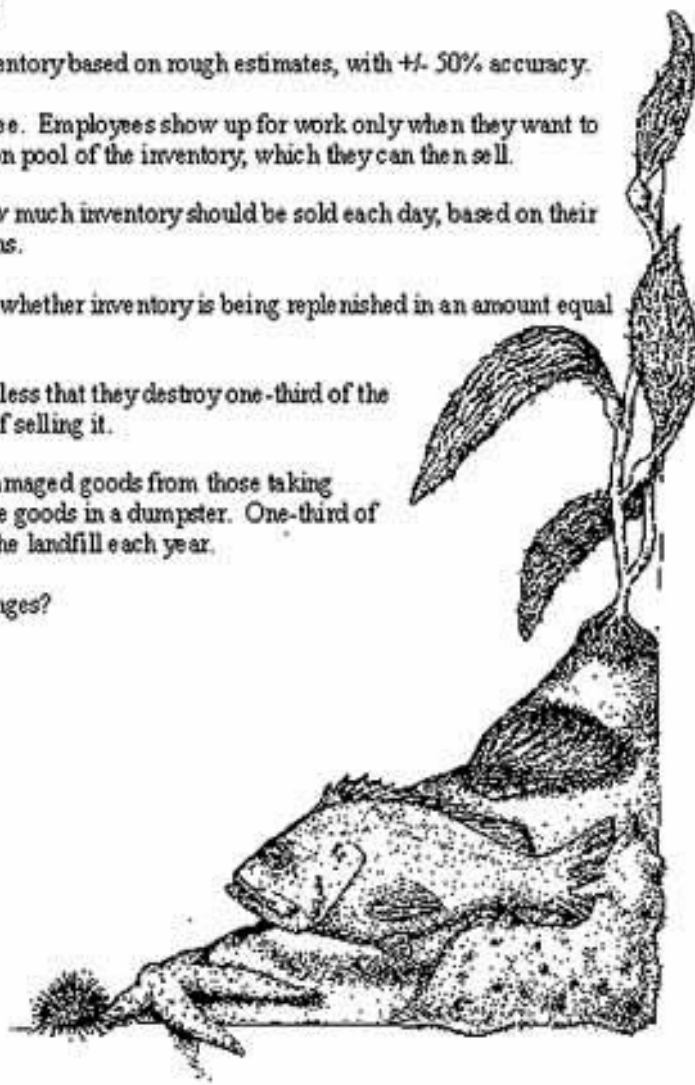 entory based on rough estimates, with +/- 50% accuracy.
ee. Employees show up for work only when they want to
on pool of the inventory, which they can then sell.
w much inventory should be sold each day, based on their
ns.
whether inventory is being replenished in an amount equal
less that they destroy one-third of the
f selling it.
maged goods from those taking
e goods in a dumpster. One-third of
he landfill each year.
nges?